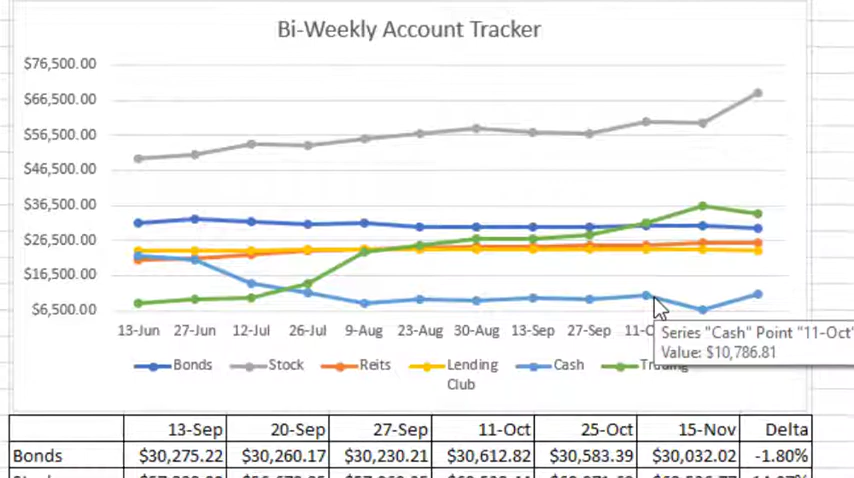 Bi-Weekly Account Tracker
$76,500.00
$66,500.00
$56,500.00
$46,500.00
$36,500.00
$26,500.00
$16,500.00
$6,500.00
13-Jun 27-Jun 12-Jul 26-Jul 9-Aug 23-Aug 30-Aug 13-Sep 27-Sep 11-O
Series "Cash" Point "11-Oct"
Value: $10,786.81
Bonds Stock Reits Lending Club Cash Trading
13-Sep 20-Sep 27-Sep 11-Oct 25-Oct 15-Nov Delta
Bonds $30,275.22 $30,260.17 $30,230.21 $30,612.82 $30,583.39 $30,032.02 -1.80%